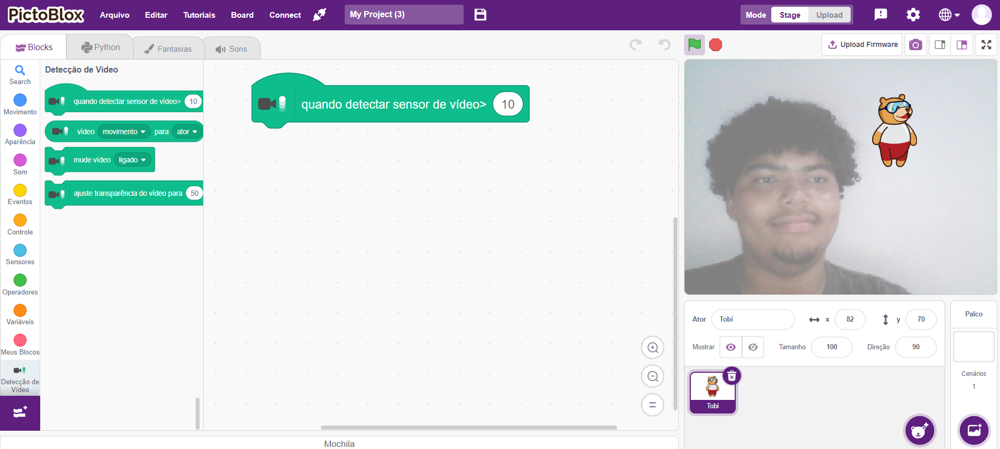 PictoBlox Arquivo Editar Tutoriais Board Connect My Project (3) Mode Stage Upload
Blocks Python Fantasias Sons Upload Firmware
Search
Movimento
Aparência
Som
Eventos
Controle
Sensores
Operadores
Variáveis
Meus Blocos
Detecção de
Vídeo
Detecção de Vídeo
quando detectar sensor de vídeo> 10
vídeo movimento para ator
mude vídeo ligado
ajuste transparência do vídeo para 50
quando detectar sensor de vídeo> 10
Ator Tobi x 82 y 70
Mostrar Tamanho 100 Direção 90
Tobi
Palco
Cenários
1
Mochila